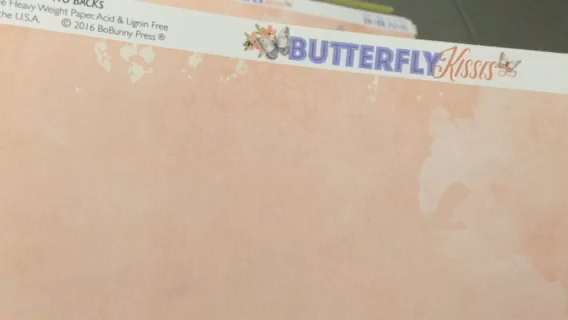 BACKS
Heavy Weight Paper, Acid & Lignin Free
the U.S.A. © 2016 BoBunny Press ®
BUTTERFLY Kisses